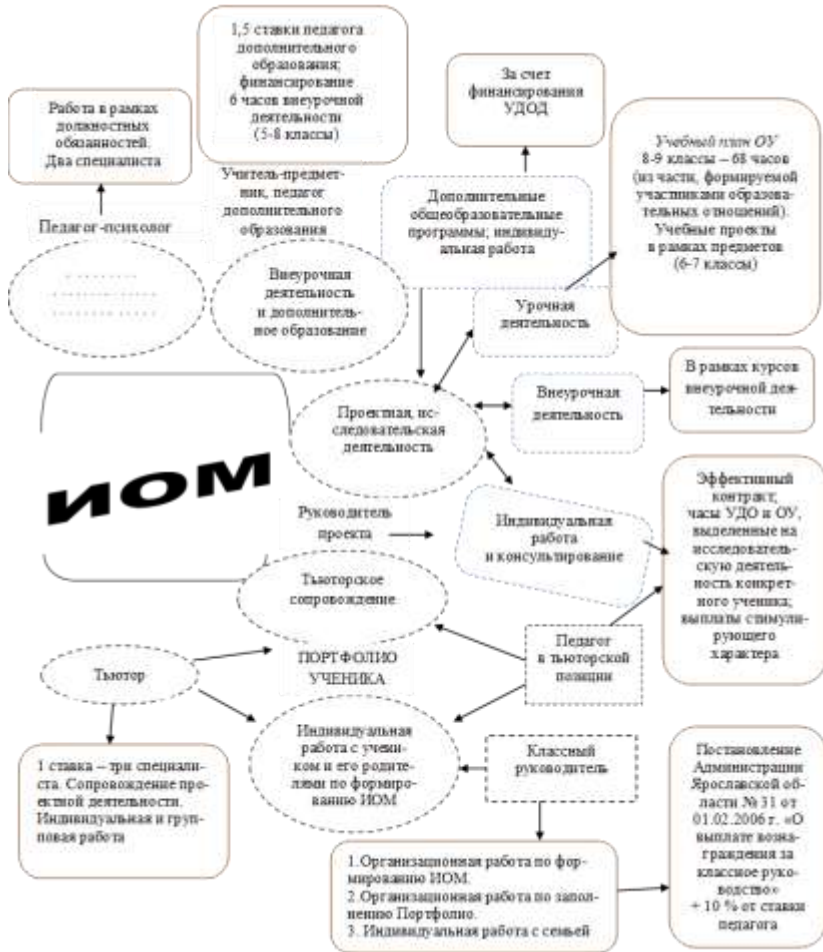 1,5 ставки педагога
дополнительного
образования;
финансирование
6 часов внеурочной
деятельности
(5-8 классы)
За счет
финансирования
УДОД
Работа в рамках
должностных
обязанностей.
Два специалиста
Учебный план ОУ
8-9 классы – 68 часов
(из части, формируемой
участниками образова-
тельных отношений).
Учебные проекты
в рамках предметов
(6-7 классы)
Учитель-предмет-
ник, педагог
дополнительного
образования
Дополнительные
общеобразовательные
программы; индивиду-
альная работа
Педагог-психолог
Внеурочная
деятельность
и дополнитель-
ное образование
Урочная
деятельность
В рамках курсов
внеурочной дея-
тельности
Внеурочная
деятельность
Проектная, ис-
следовательская
деятельность
ИОМ
Эффективный
контракт;
часы УДО и ОУ,
выделенные на
исследователь-
скую деятель-
ность конкрет-
ного ученика;
выплаты стимули-
рующего
характера
Руководитель
проекта
Индивидуальная
работа
и консультирование
Тьюторское
сопровождение
Педагог
в тьюторской
позиции
ПОРТФОЛИО
УЧЕНИКА
Тьютор
Индивидуальная
работа с учени-
ком и его родите-
лями по форми-
рованию ИОМ
Классный
руководитель
1 ставка – три специали-
ста. Сопровождение про-
ектной деятельности.
Индивидуальная и груп-
повая работа
Постановление
Администрации
Ярославской об-
ласти № 31 от
01.02.2006 г. «О
выплате возна-
граждения за
классное руко-
водство»
+ 10 % от ставки
педагога
1. Организационная работа по фор-
мированию ИОМ.
2. Организационная работа по запол-
нению Портфолио.
3. Индивидуальная работа с семьей